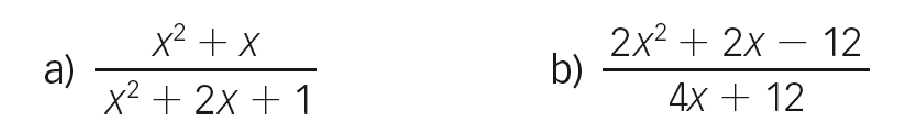 a) (x² + x)/(x² + 2x + 1)
b) (2x² + 2x − 12)/(4x + 12)